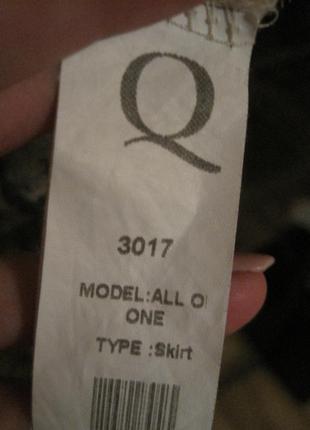 Q
3017
MODEL:ALL
ONE
TYPE :Skirt